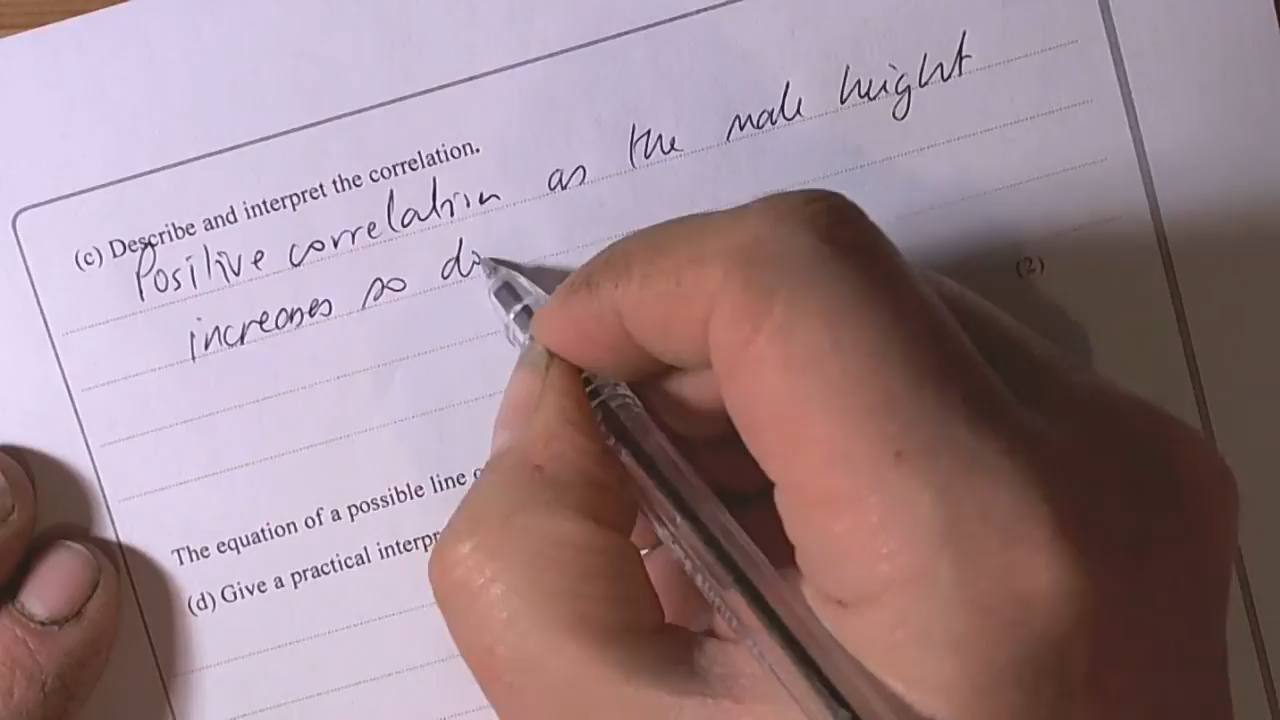 (c) Describe and interpret the correlation.
Positive correlation as the male height
increases so do
(2)
The equation of a possible line
(d) Give a practical